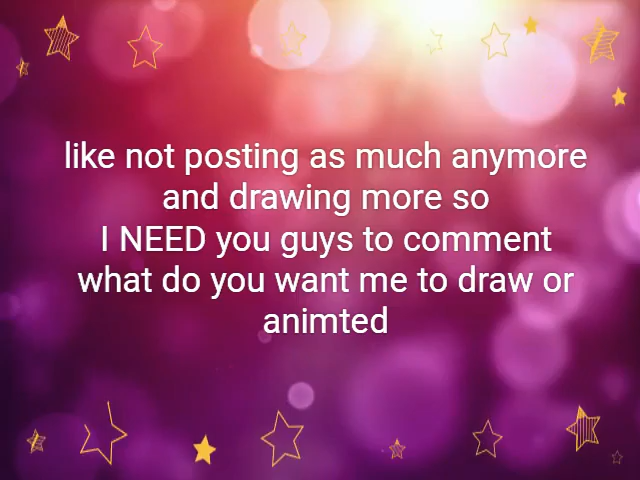 like not posting as much anymore
and drawing more so
I NEED you guys to comment
what do you want me to draw or
animted